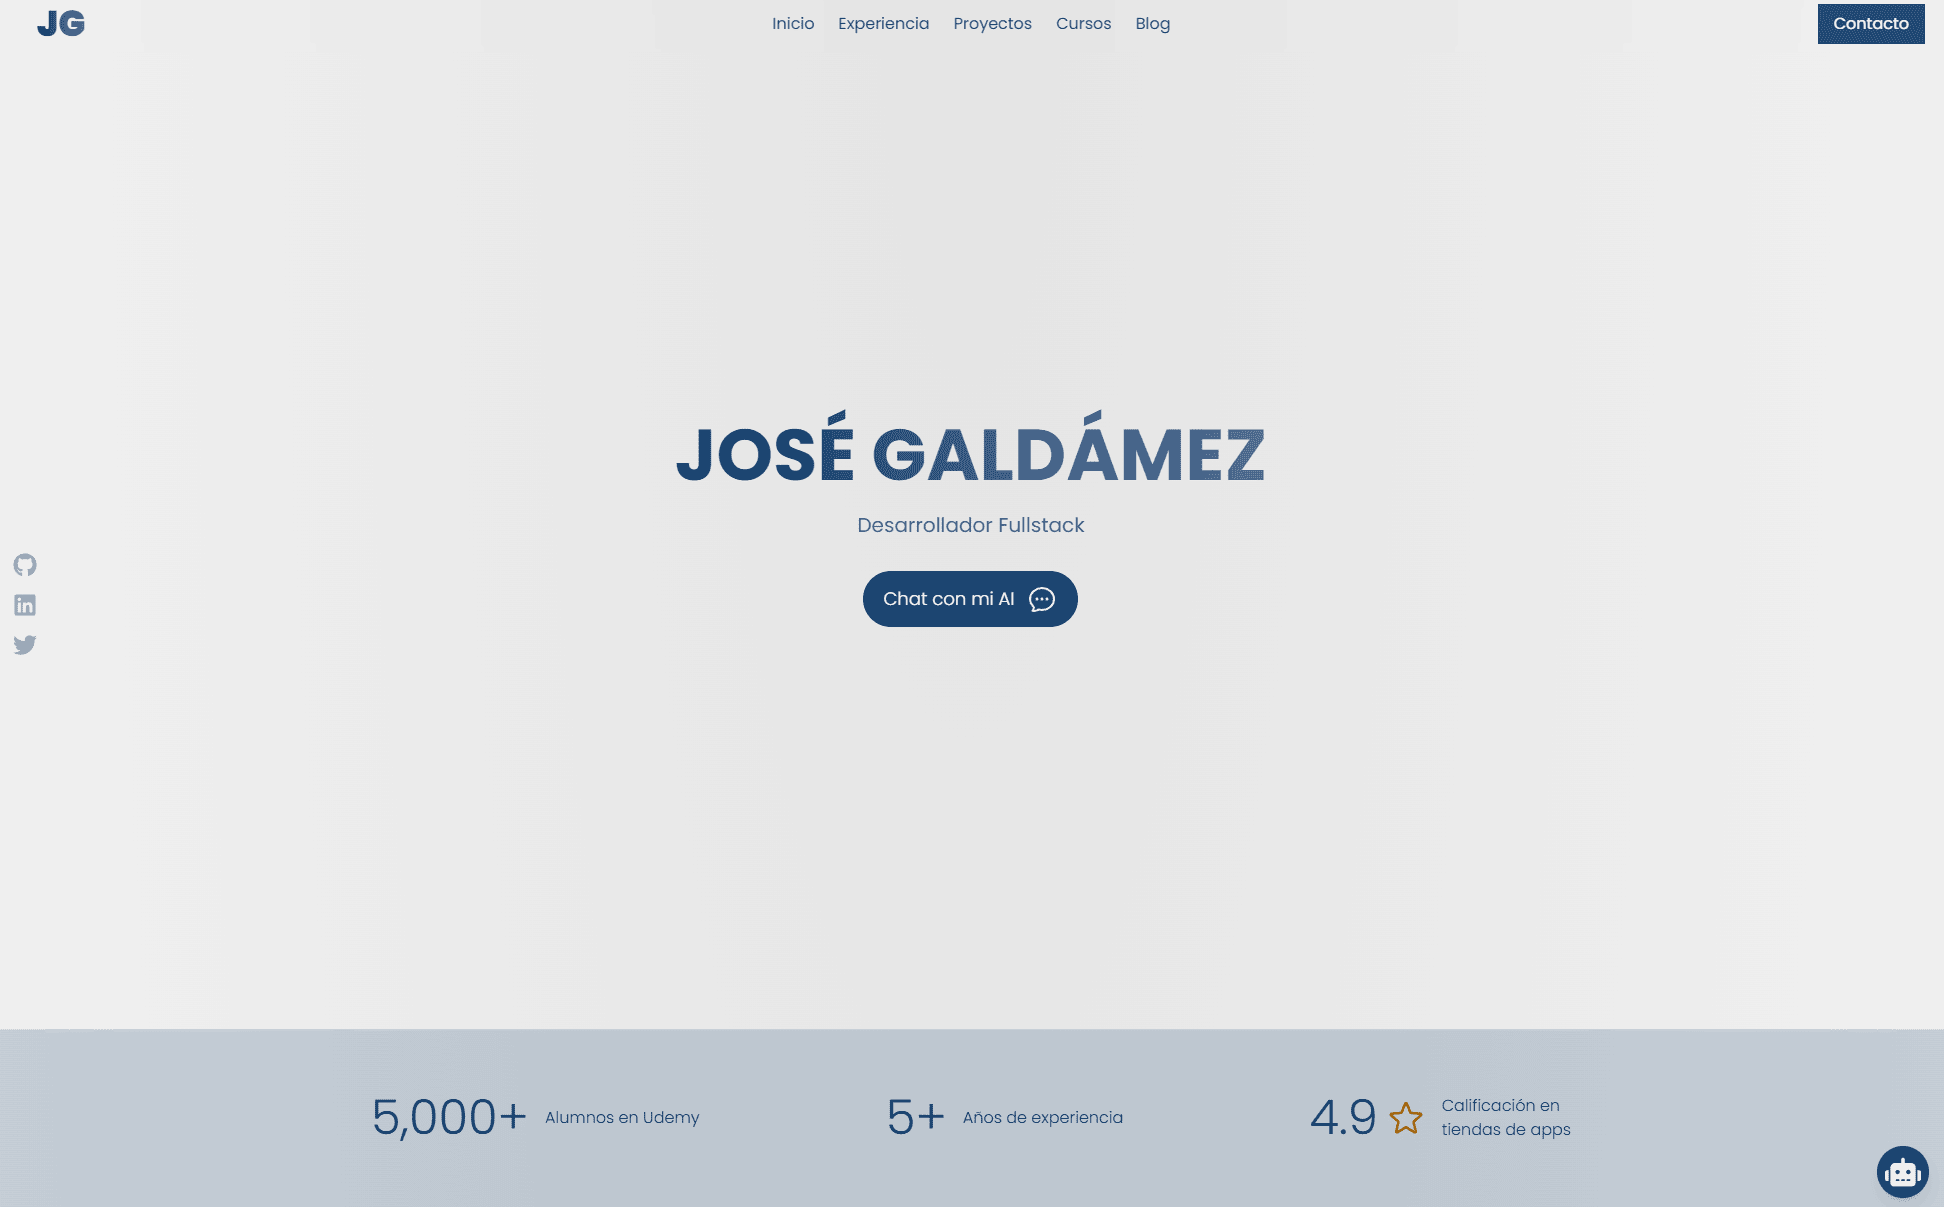 JG
Inicio
Experiencia
Proyectos
Cursos
Blog
Contacto
JOSÉ GALDÁMEZ
Desarrollador Fullstack
Chat con mi AI
in
5,000+
Alumnos en Udemy
5+
Años de experiencia
4.9
Calificación en
tiendas de apps